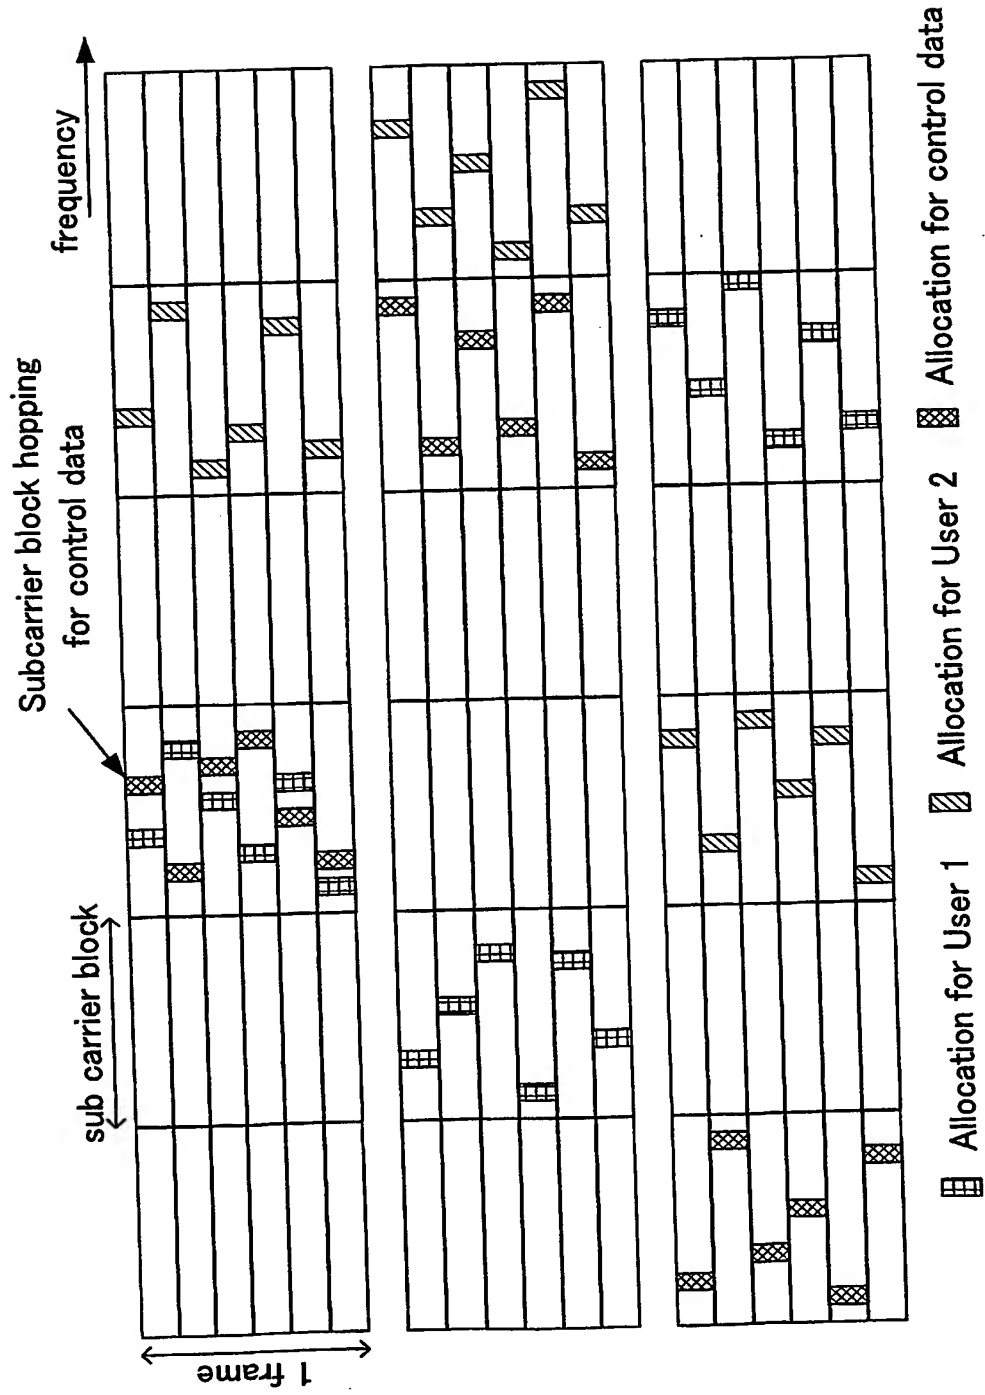 frequency
Subcarrier block hopping
for control data
sub carrier block
1 frame
Allocation for User 1
Allocation for User 2
Allocation for control data